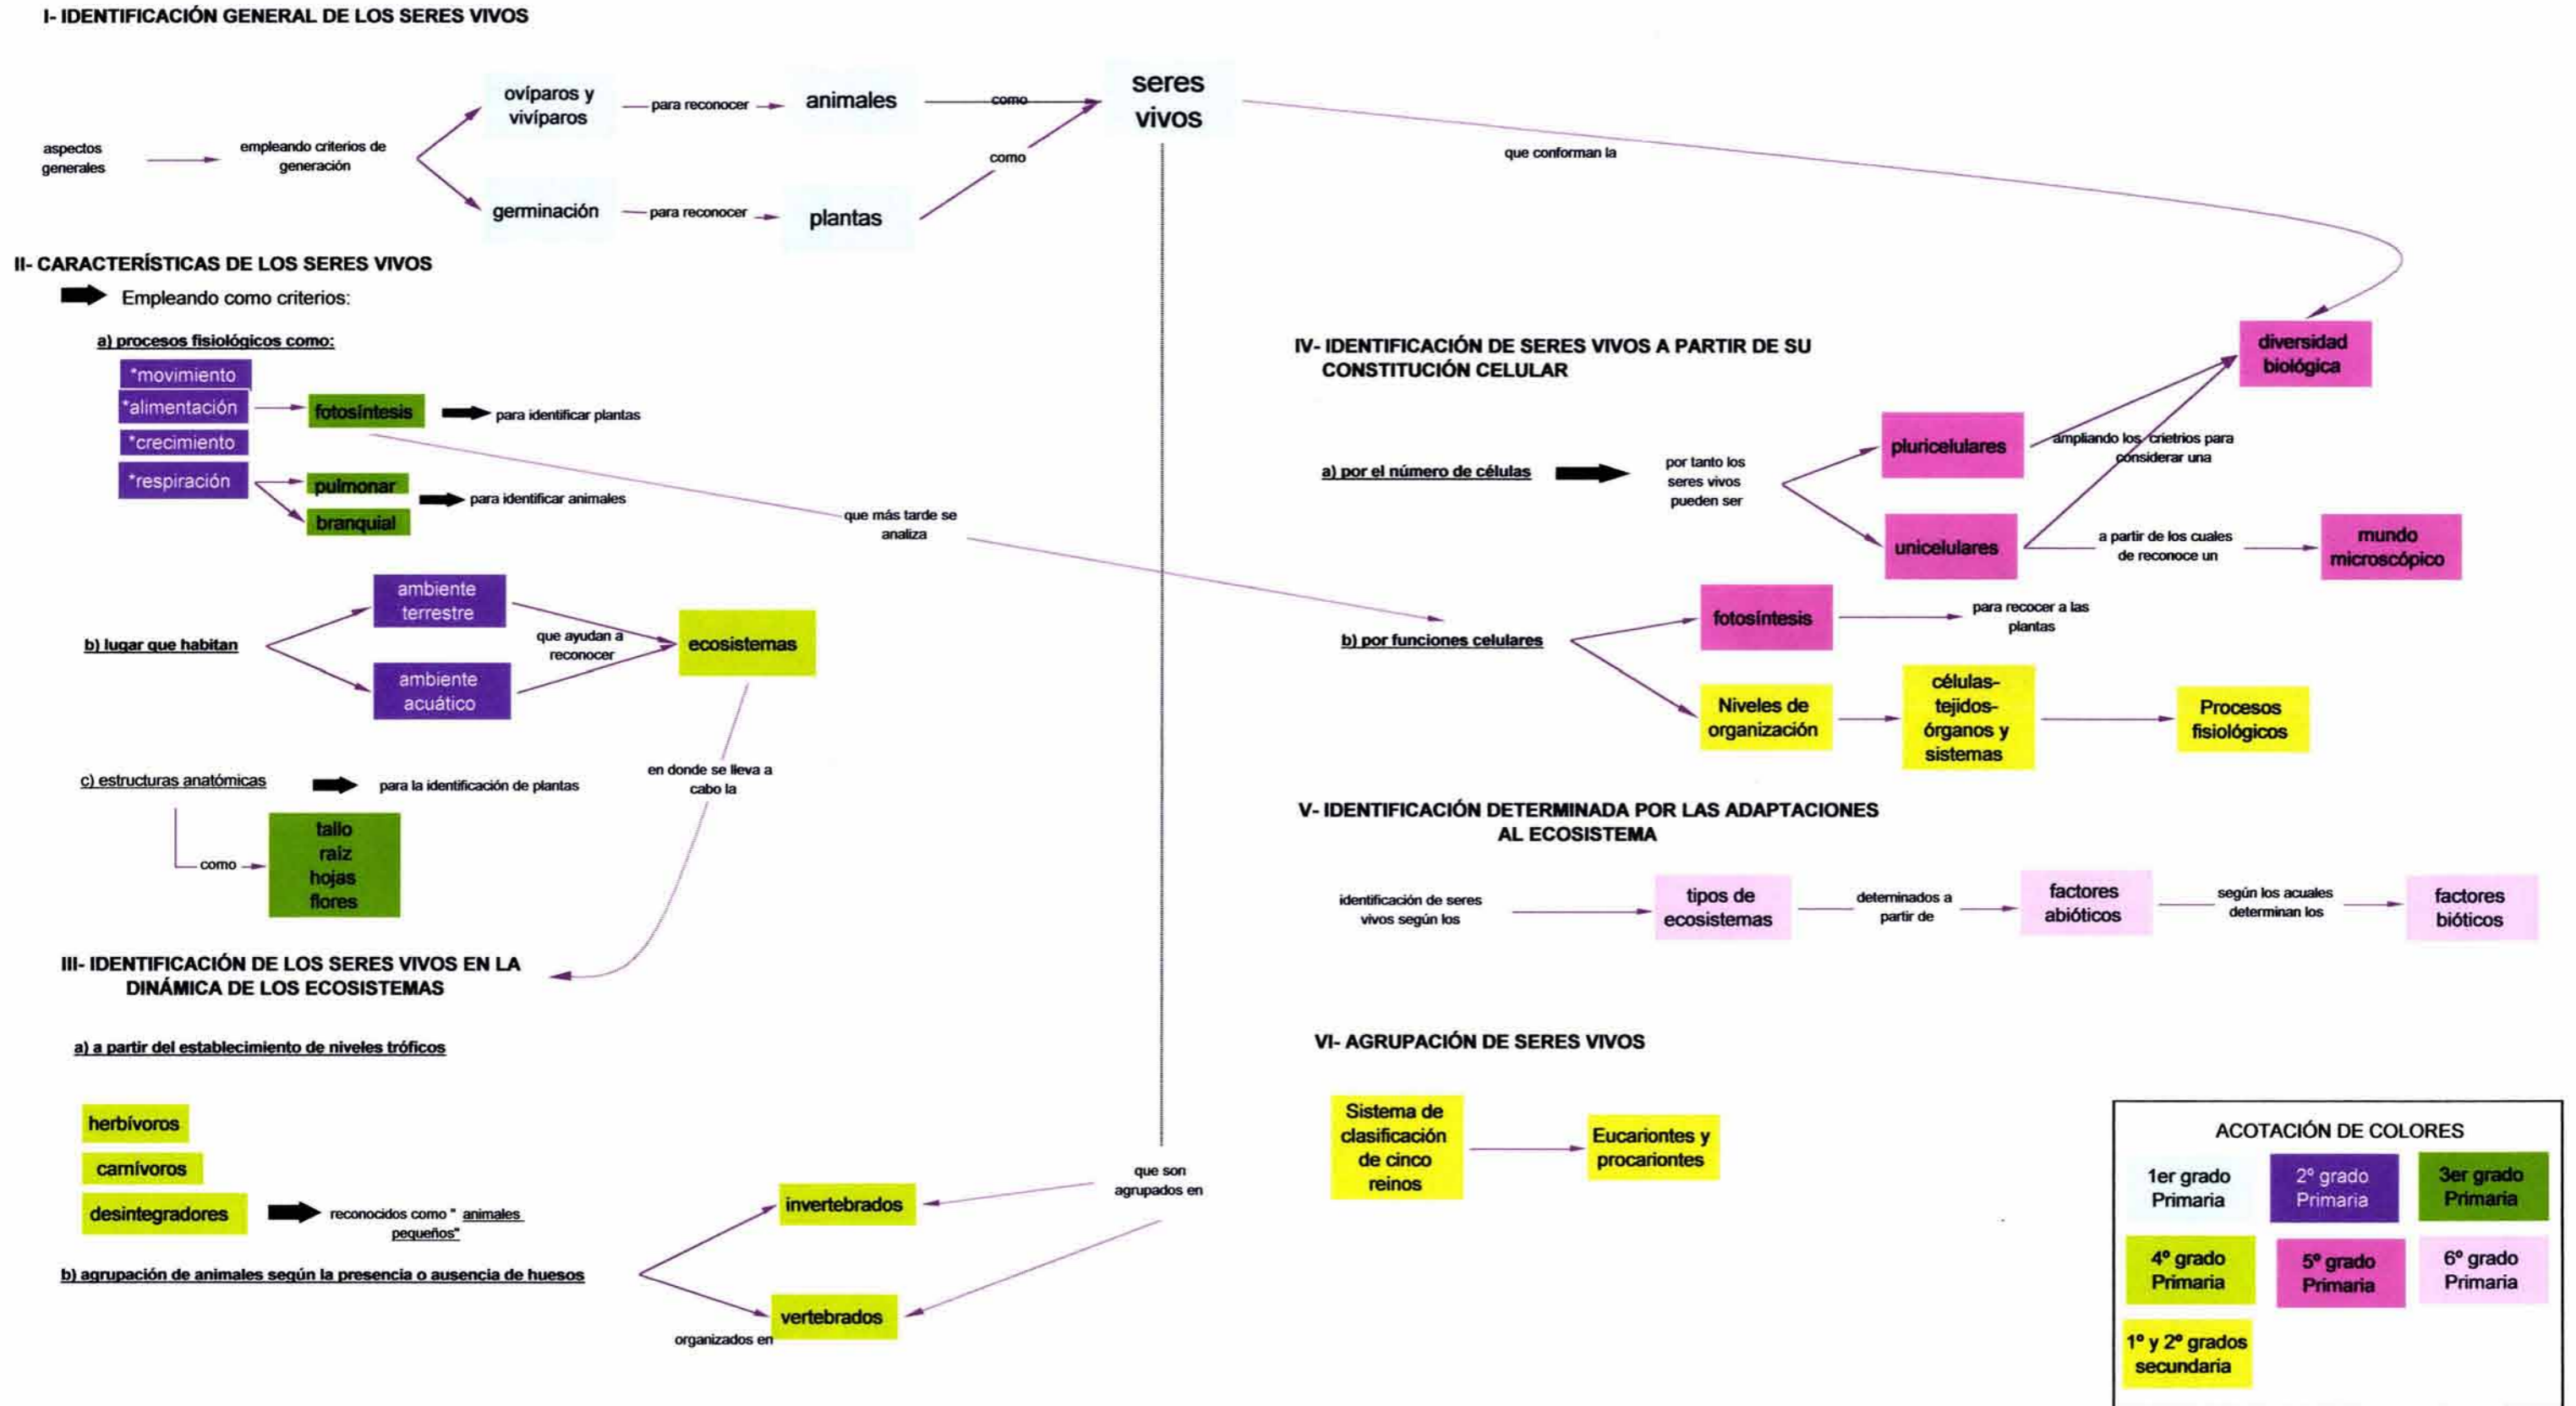 I- IDENTIFICACIÓN GENERAL DE LOS SERES VIVOS
aspectos
generales
empleando criterios de
generación
ovíparos y
vivíparos
para reconocer
animales
como
seres
vivos
germinación
para reconocer
plantas
como
que conforman la
II- CARACTERÍSTICAS DE LOS SERES VIVOS
Empleando como criterios:
a) procesos fisiológicos como:
*movimiento
*alimentación
*crecimiento
*respiración
fotosíntesis
para identificar plantas
pulmonar
branquial
para identificar animales
que más tarde se
analiza
b) lugar que habitan
ambiente
terrestre
ambiente
acuático
que ayudan a
reconocer
ecosistemas
en donde se lleva a
cabo la
c) estructuras anatómicas
para la identificación de plantas
como
tallo
raíz
hojas
flores
III- IDENTIFICACIÓN DE LOS SERES VIVOS EN LA
DINÁMICA DE LOS ECOSISTEMAS
a) a partir del establecimiento de niveles tróficos
herbívoros
carnívoros
desintegradores
reconocidos como " animales
pequeños"
b) agrupación de animales según la presencia o ausencia de huesos
organizados en
invertebrados
vertebrados
que son
agrupados en
IV- IDENTIFICACIÓN DE SERES VIVOS A PARTIR DE SU
CONSTITUCIÓN CELULAR
diversidad
biológica
a) por el número de células
por tanto los
seres vivos
pueden ser
pluricelulares
unicelulares
ampliando los crietrios para
considerar una
a partir de los cuales
de reconoce un
mundo
microscópico
b) por funciones celulares
fotosíntesis
para recocer a las
plantas
Niveles de
organización
células-
tejidos-
órganos y
sistemas
Procesos
fisiológicos
V- IDENTIFICACIÓN DETERMINADA POR LAS ADAPTACIONES
AL ECOSISTEMA
identificación de seres
vivos según los
tipos de
ecosistemas
determinados a
partir de
factores
abióticos
según los acuales
determinan los
factores
bióticos
VI- AGRUPACIÓN DE SERES VIVOS
Sistema de
clasificación
de cinco
reinos
Eucariontes y
procariontes
ACOTACIÓN DE COLORES
1er grado
Primaria
2º grado
Primaria
3er grado
Primaria
4º grado
Primaria
5º grado
Primaria
6º grado
Primaria
1º y 2º grados
secundaria